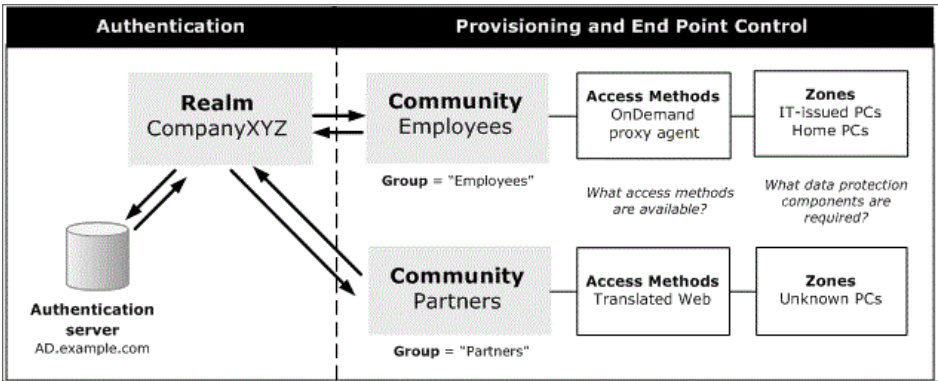 Authentication
Provisioning and End Point Control
Realm
CompanyXYZ
Authentication
server
AD.example.com
Community
Employees
Group = "Employees"
Access Methods
OnDemand
proxy agent
Zones
IT-issued PCs
Home PCs
What access methods
are available?
What data protection
components are
required?
Community
Partners
Group = "Partners"
Access Methods
Translated Web
Zones
Unknown PCs